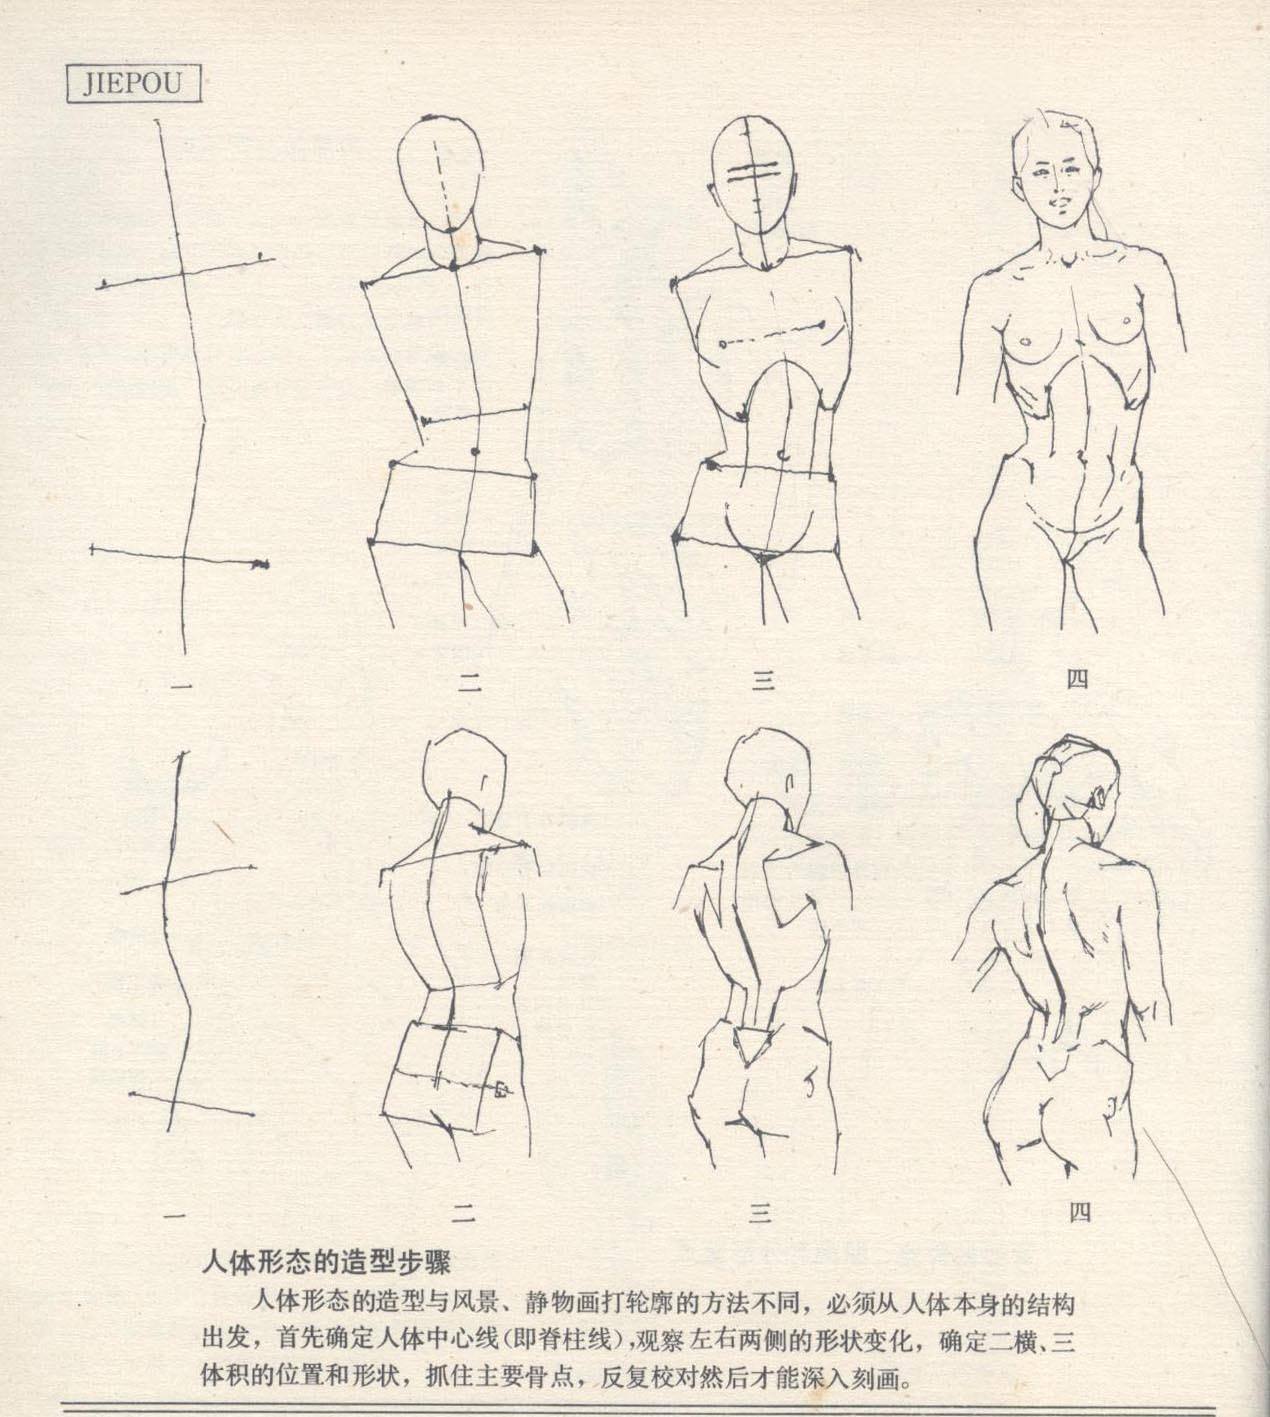 JIEPOU
一 二 三 四
一 二 三 四
人体形态的造型步骤
人体形态的造型与风景、静物画打轮廓的方法不同，必须从人体本身的结构
出发，首先确定人体中心线(即脊柱线),观察左右两侧的形状变化，确定二横、三
体积的位置和形状，抓住主要骨点，反复校对然后才能深入刻画。